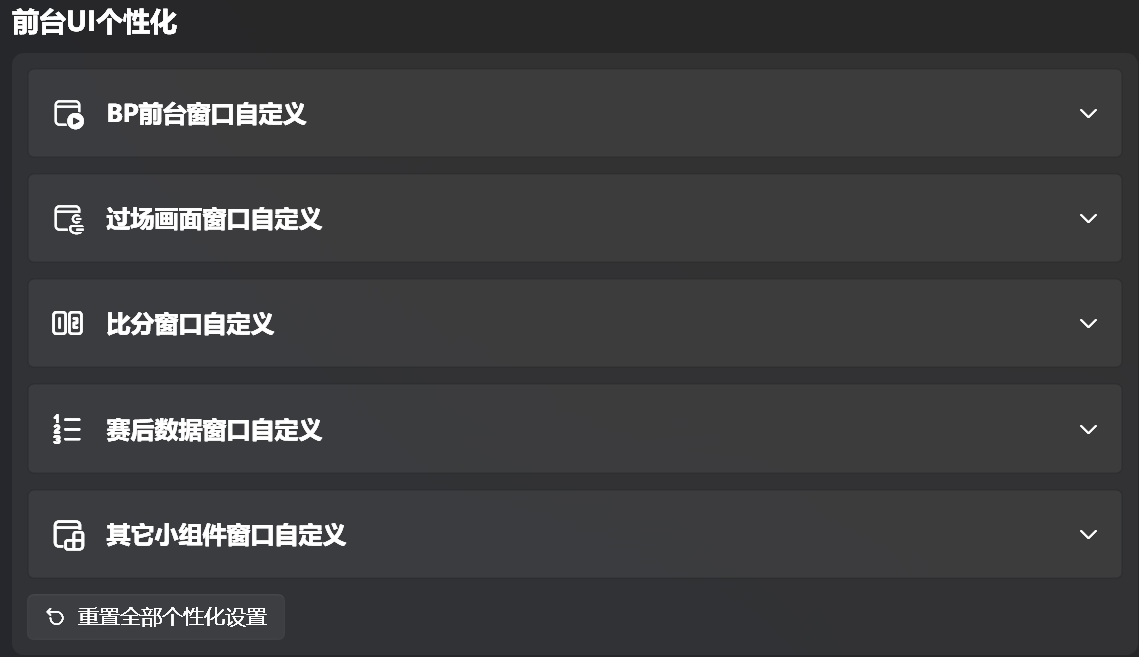 前台UI个性化
BP前台窗口自定义
过场画面窗口自定义
比分窗口自定义
赛后数据窗口自定义
其它小组件窗口自定义
重置全部个性化设置